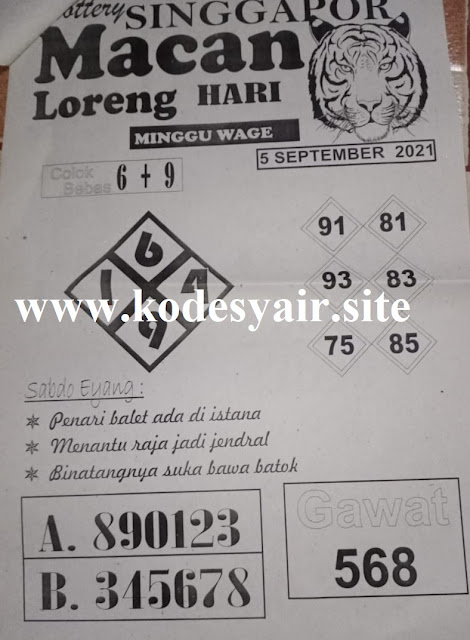 Lottery SINGGAPOR
Macan
Loreng HARI
MINGGU WAGE
5 SEPTEMBER 2021
Colok
Bebas 6 + 9
6
1 4
9
91 81
93 83
75 85
www.kodesyair.site
Sabdo Eyang :
✳ Penari balet ada di istana
✳ Menantu raja jadi jendral
✳ Binatangnya suka bawa batok
A. 890123
B. 345678
Gawat
568